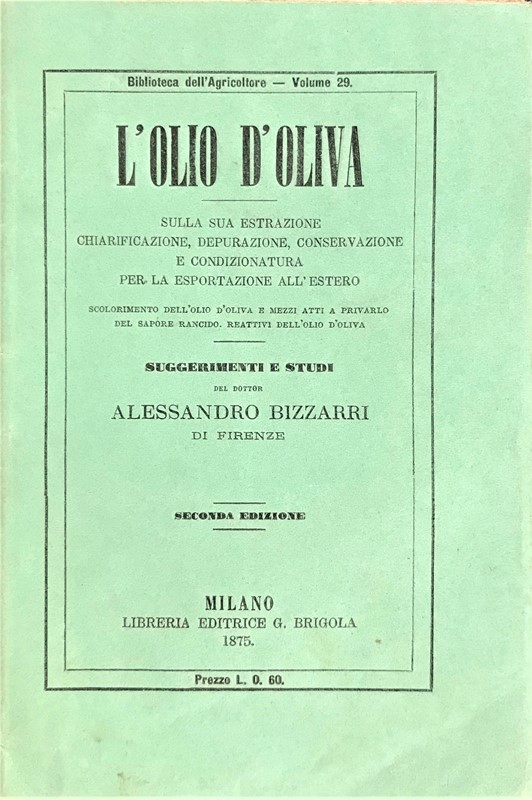 Biblioteca dell'Agricoltore — Volume 29.
L'OLIO D'OLIVA
SULLA SUA ESTRAZIONE
CHIARIFICAZIONE, DEPURAZIONE, CONSERVAZIONE
E CONDIZIONATURA
PER LA ESPORTAZIONE ALL'ESTERO
SCOLORIMENTO DELL'OLIO D'OLIVA E MEZZI ATTI A PRIVARLO
DEL SAPORE RANCIDO. REATTIVI DELL'OLIO D'OLIVA
SUGGERIMENTI E STUDI
DEL DOTTOR
ALESSANDRO BIZZARRI
DI FIRENZE
SECONDA EDIZIONE
MILANO
LIBRERIA EDITRICE G. BRIGOLA
1875.
Prezzo L. 0. 60.